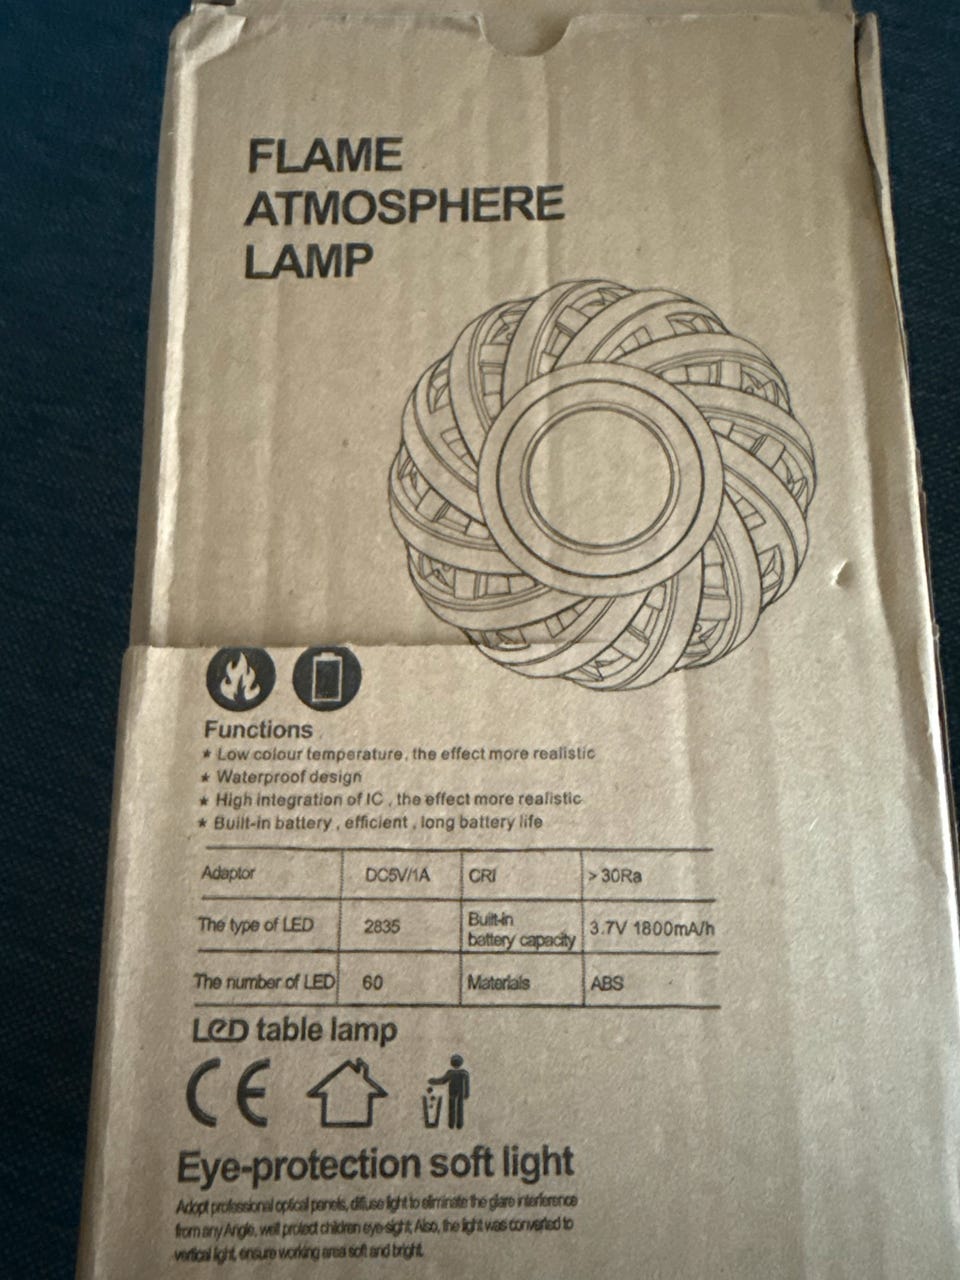 FLAME
ATMOSPHERE
LAMP
Functions
★ Low colour temperature, the effect more realistic
★ Waterproof design
★ High integration of IC , the effect more realistic
★ Built-in battery , efficient , long battery life
Adaptor DC5V/1A CRI > 30Ra
The type of LED 2835 Built-in battery capacity 3.7V 1800mA/h
The number of LED 60 Materials ABS
LED table lamp
CE
Eye-protection soft light
Adopt professional optical panels, diffuse light to eliminate the glare interference
from any Angle, well protect children eye-sight; Also, the light was converted to
vertical light, ensure working area soft and bright.